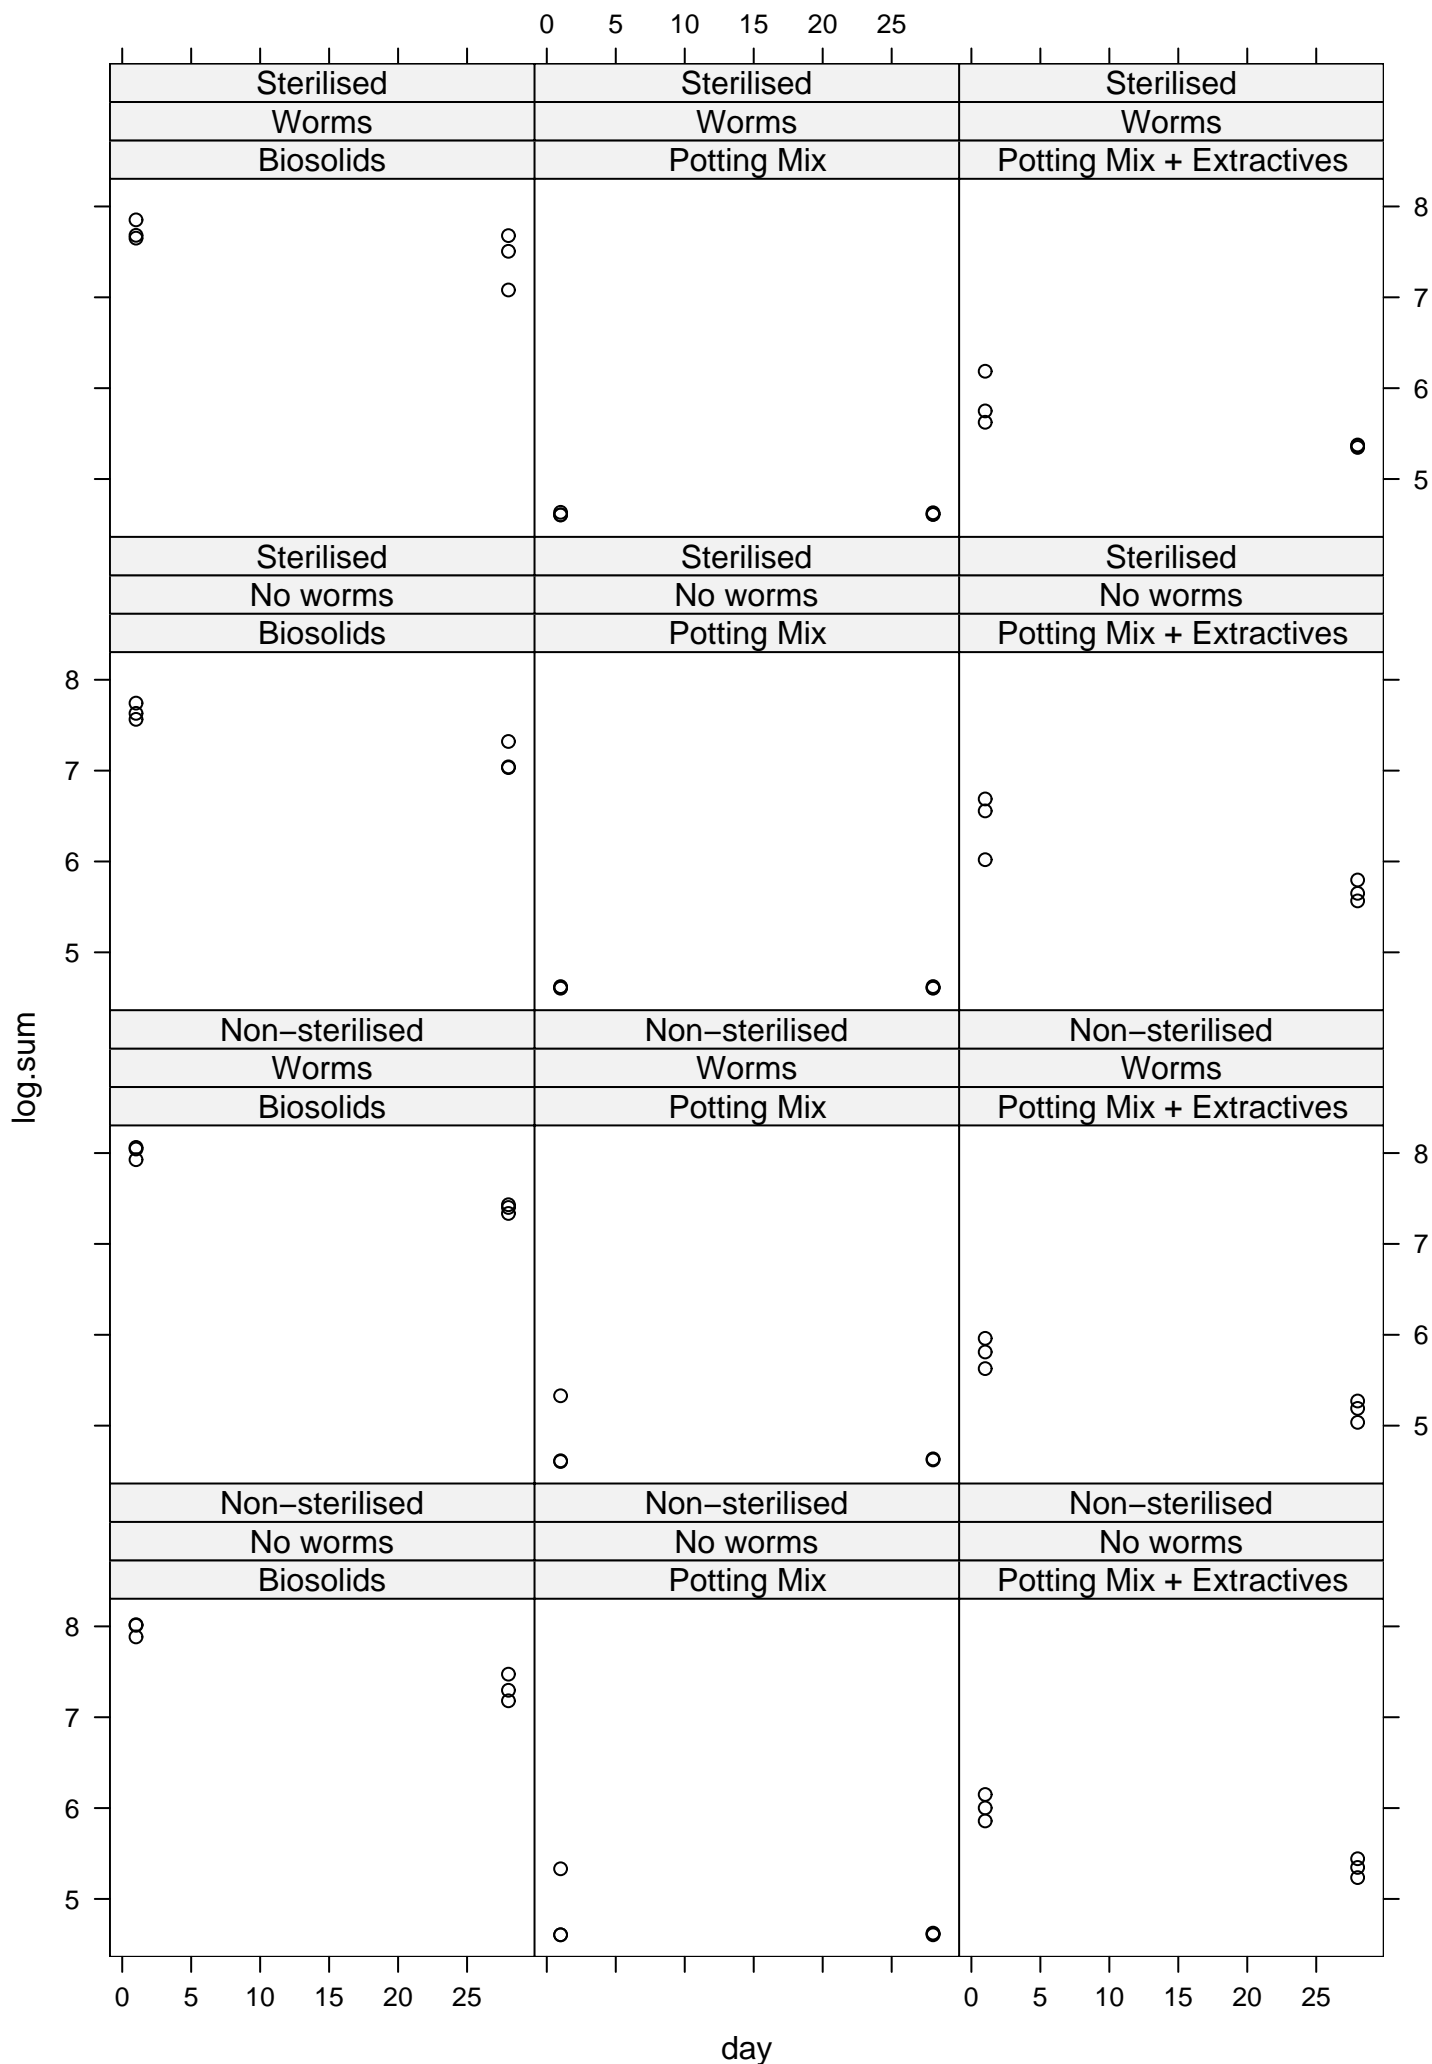 0 5 10 15 20 25
Sterilised Sterilised Sterilised
Worms Worms Worms
Biosolids Potting Mix Potting Mix + Extractives
8
7
6
5
Sterilised Sterilised Sterilised
No worms No worms No worms
Biosolids Potting Mix Potting Mix + Extractives
8
7
6
5
Non−sterilised Non−sterilised Non−sterilised
Worms Worms Worms
log.sum
Biosolids Potting Mix Potting Mix + Extractives
8
7
6
5
Non−sterilised Non−sterilised Non−sterilised
No worms No worms No worms
Biosolids Potting Mix Potting Mix + Extractives
8
7
6
5
0 5 10 15 20 25 0 5 10 15 20 25
day